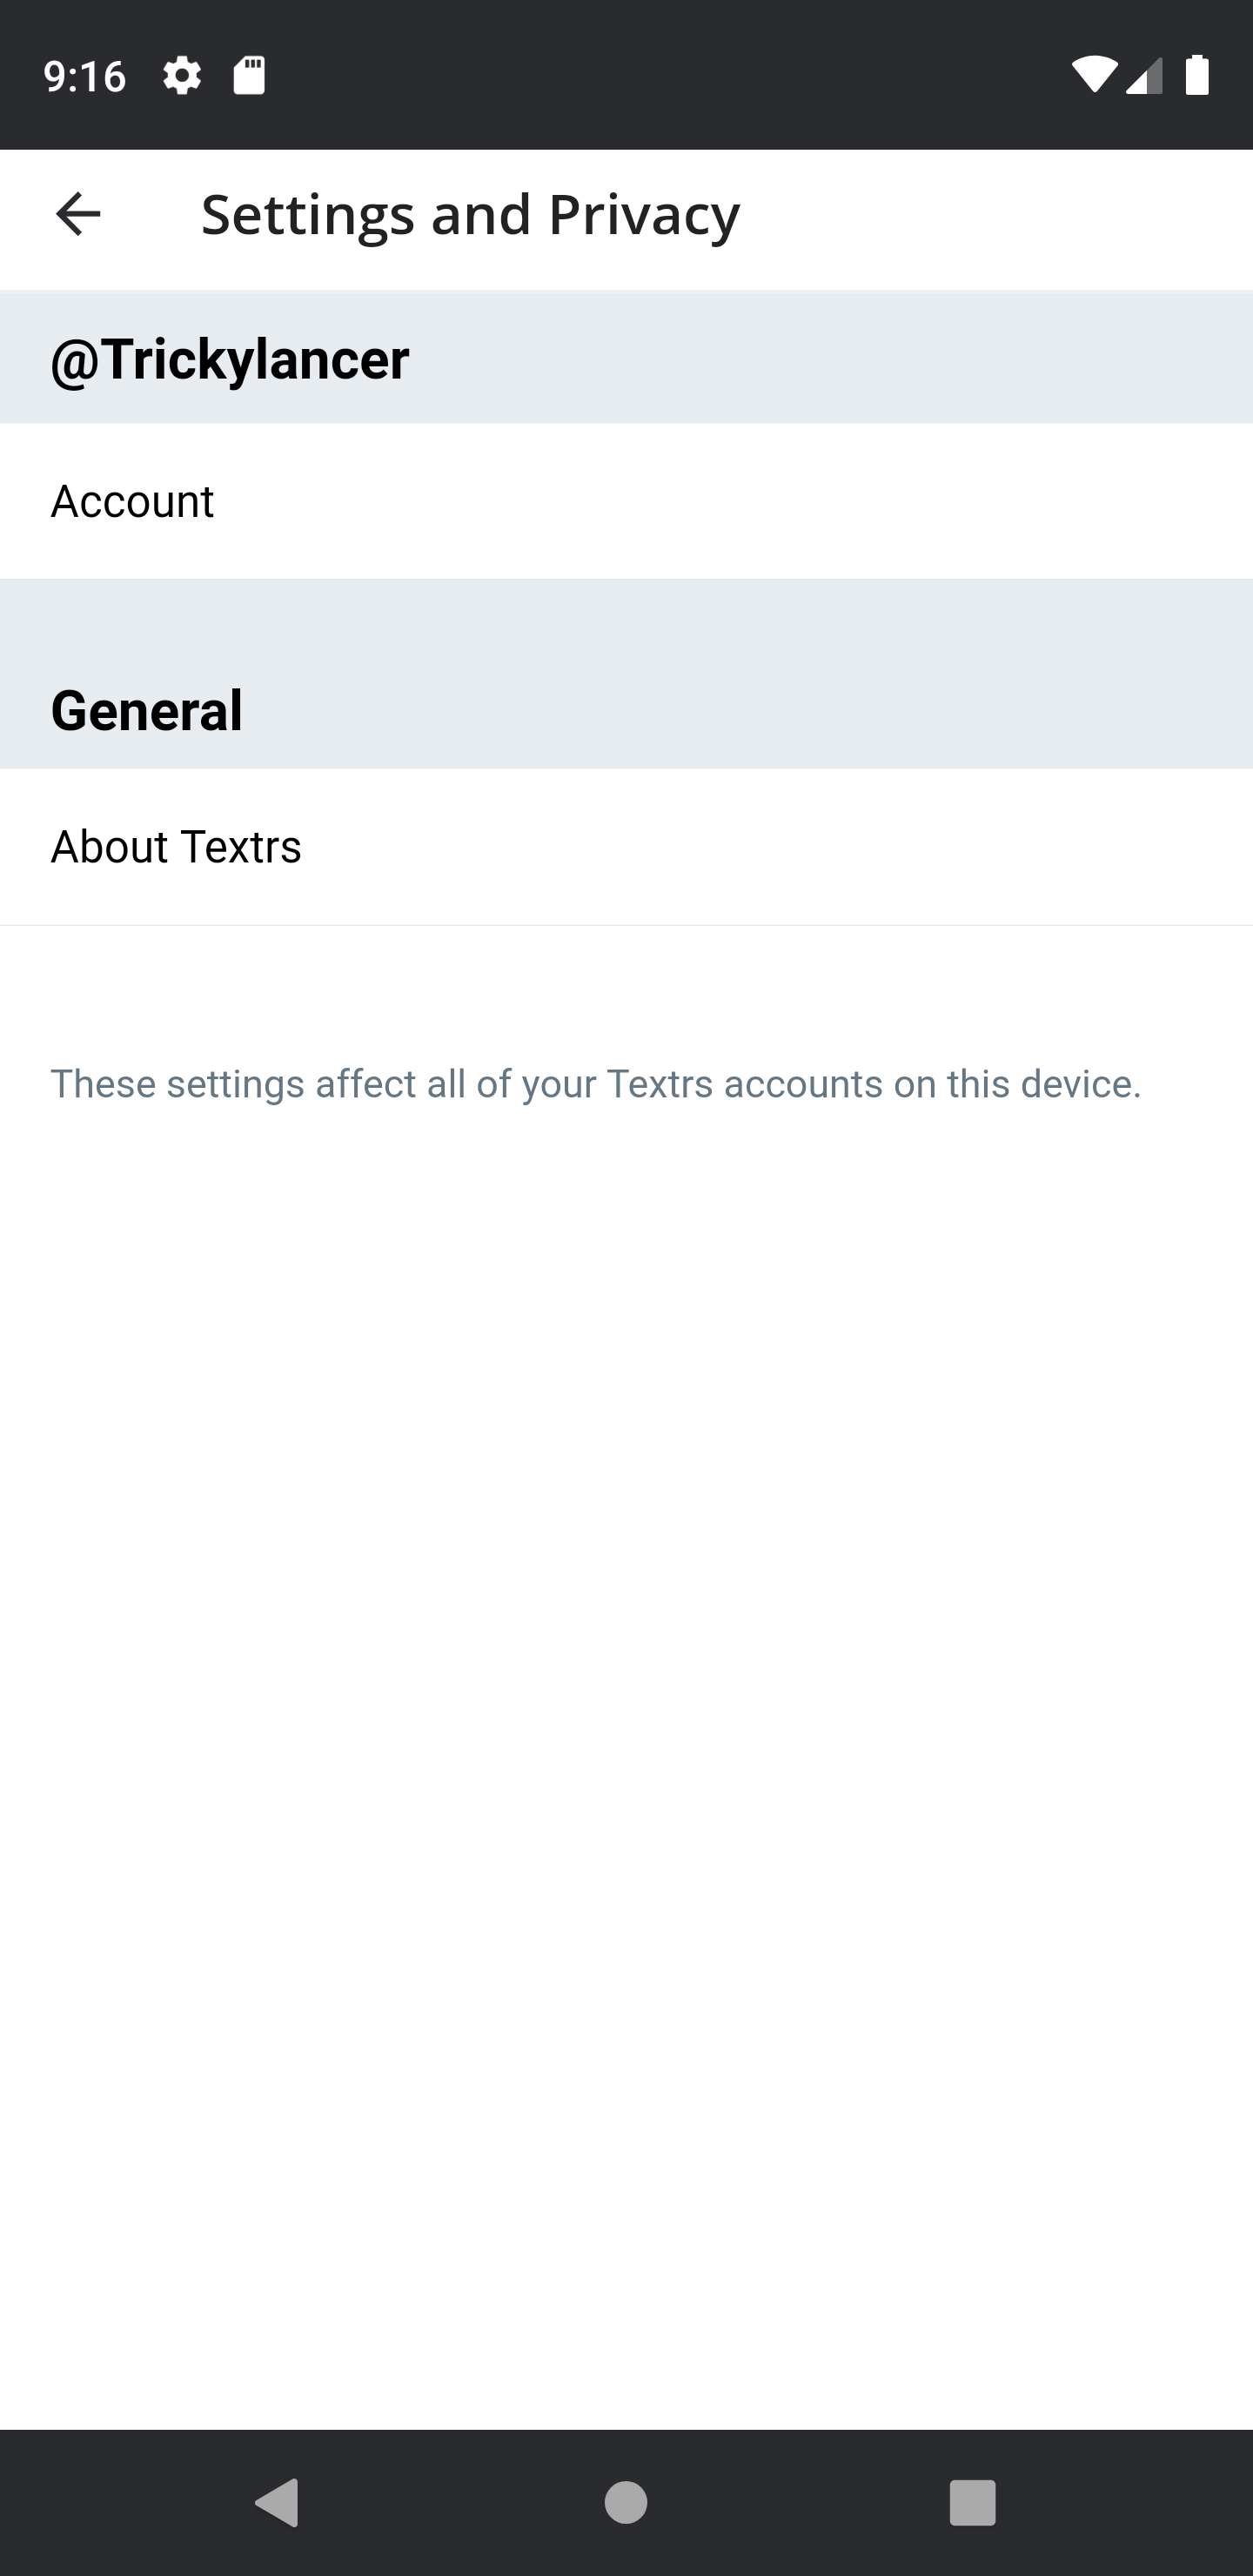 9:16
Settings and Privacy
@Trickylancer
Account
General
About Textrs
These settings affect all of your Textrs accounts on this device.